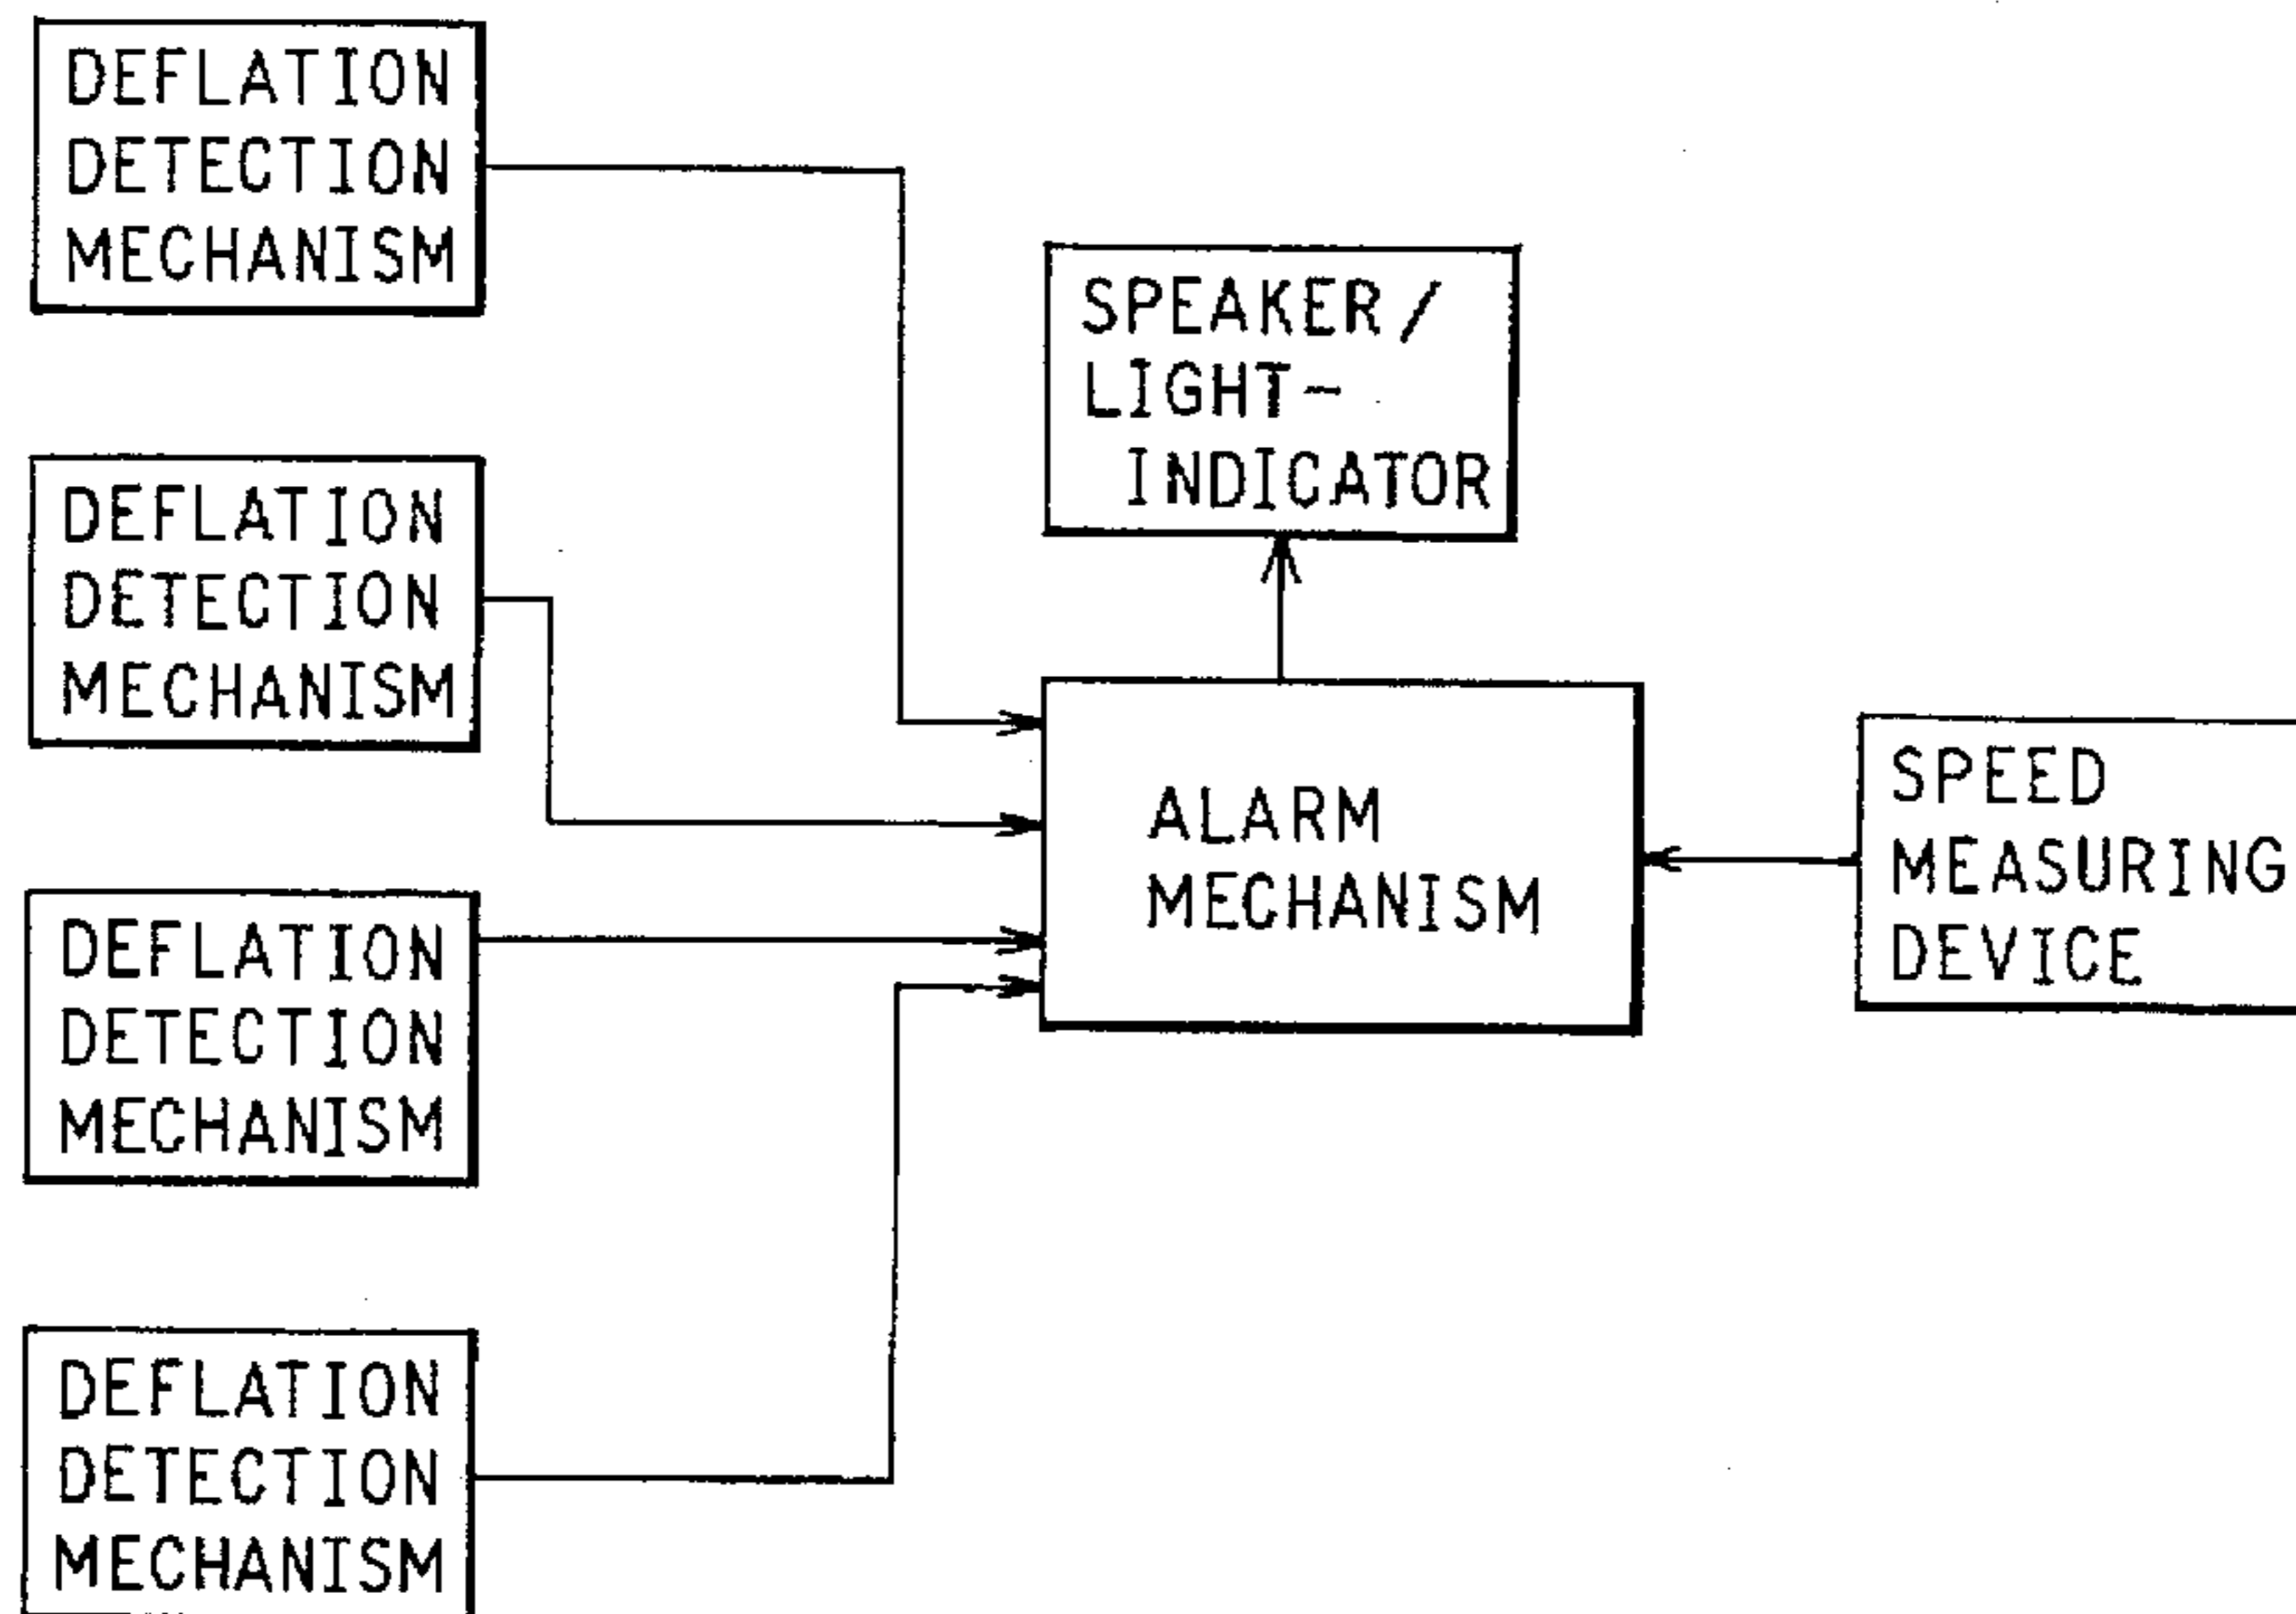 DEFLATION
DETECTION
MECHANISM
SPEAKER/
LIGHT-
INDICATOR
DEFLATION
DETECTION
MECHANISM
ALARM
MECHANISM
SPEED
MEASURING
DEVICE
DEFLATION
DETECTION
MECHANISM
DEFLATION
DETECTION
MECHANISM